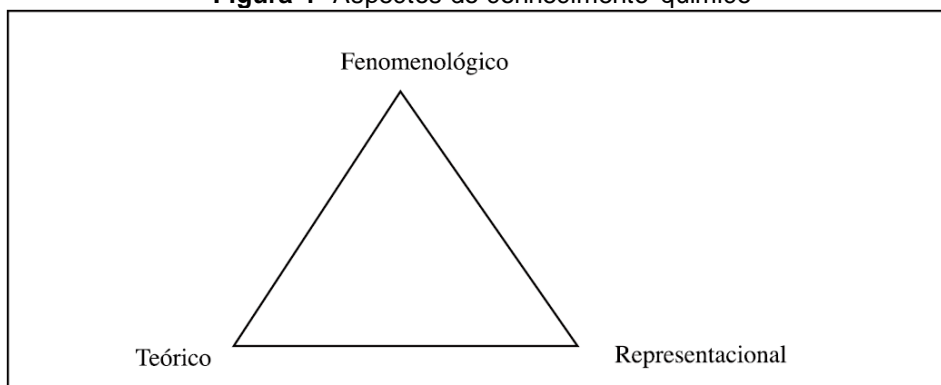 Figura 1- Aspectos do conhecimento químico
Fenomenológico
Teórico
Representacional